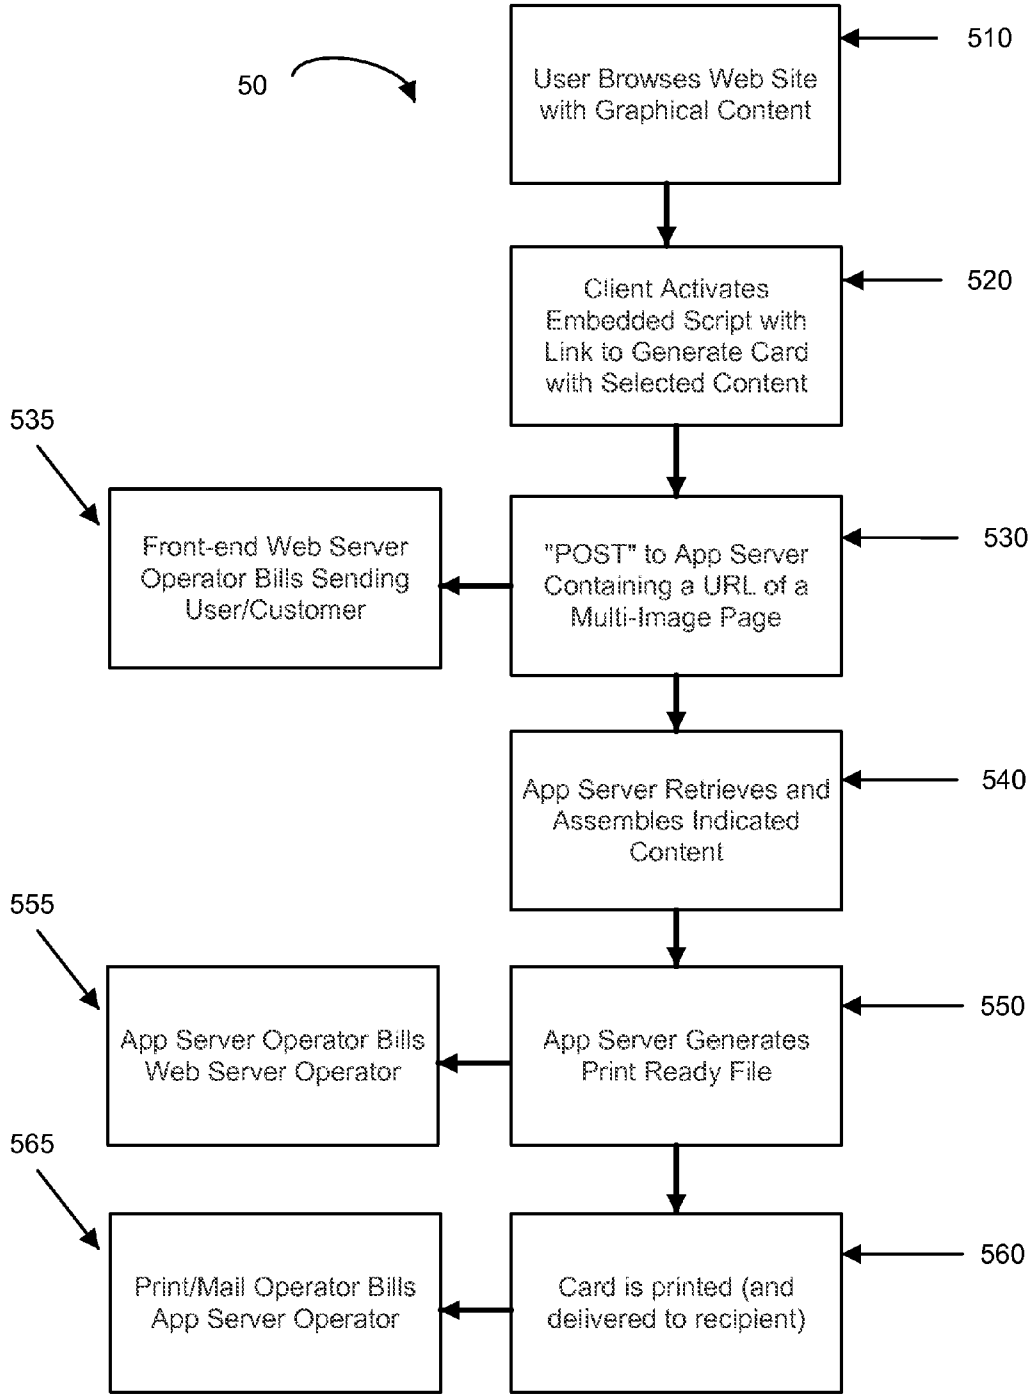 50
510
User Browses Web Site
with Graphical Content
520
Client Activates
Embedded Script with
Link to Generate Card
with Selected Content
535
Front-end Web Server
Operator Bills Sending
User/Customer
530
"POST" to App Server
Containing a URL of a
Multi-Image Page
540
App Server Retrieves and
Assembles Indicated
Content
555
App Server Operator Bills
Web Server Operator
550
App Server Generates
Print Ready File
565
Print/Mail Operator Bills
App Server Operator
560
Card is printed (and
delivered to recipient)